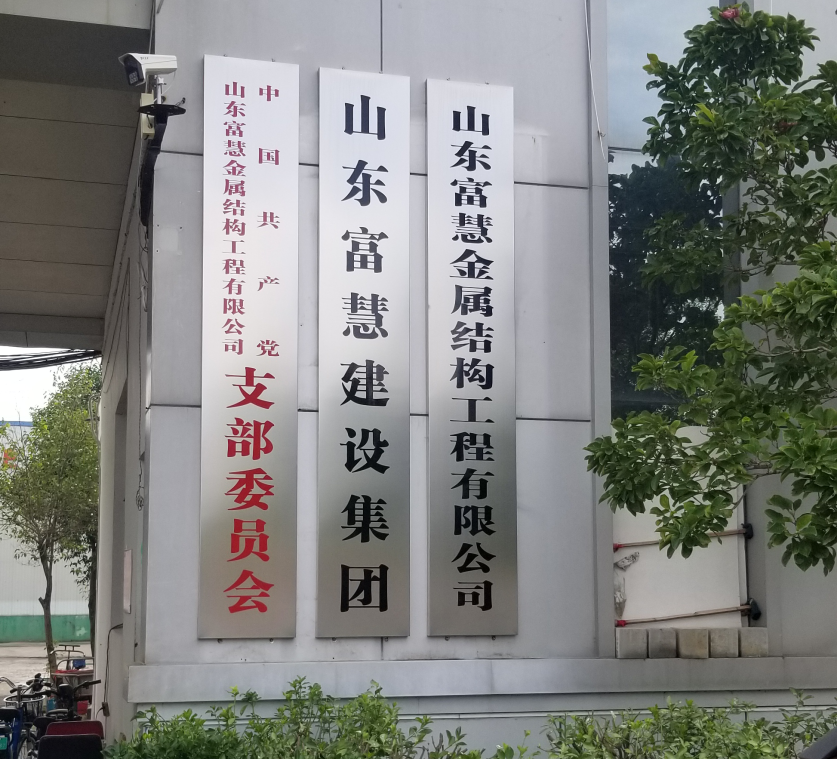 中国共产党
山东富慧金属结构工程有限公司
支部委员会
山东富慧建设集团
山东富慧金属结构工程有限公司